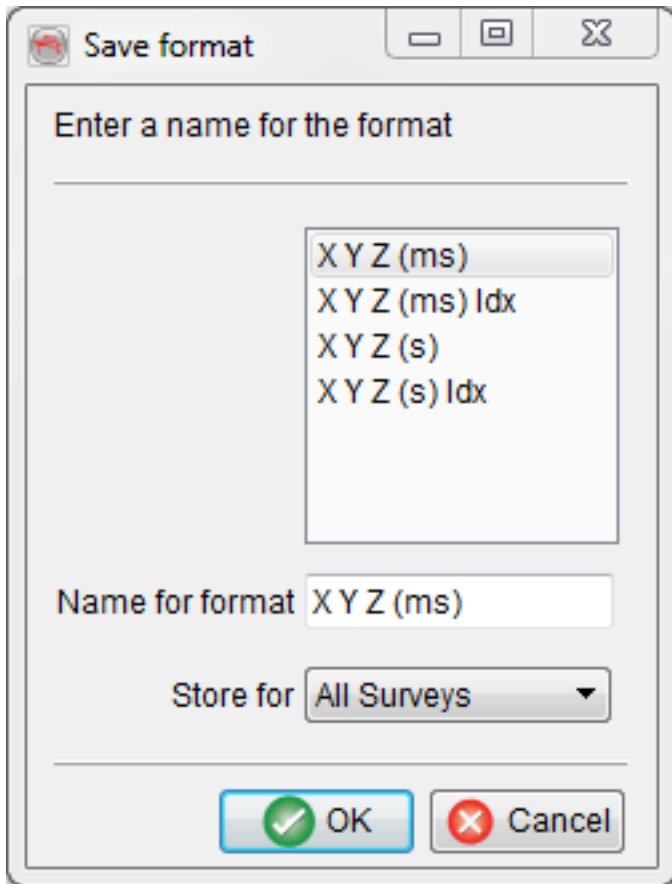 Save format
Enter a name for the format
X Y Z (ms)
X Y Z (ms) Idx
X Y Z (s)
X Y Z (s) Idx
Name for format X Y Z (ms)
Store for All Surveys
OK Cancel